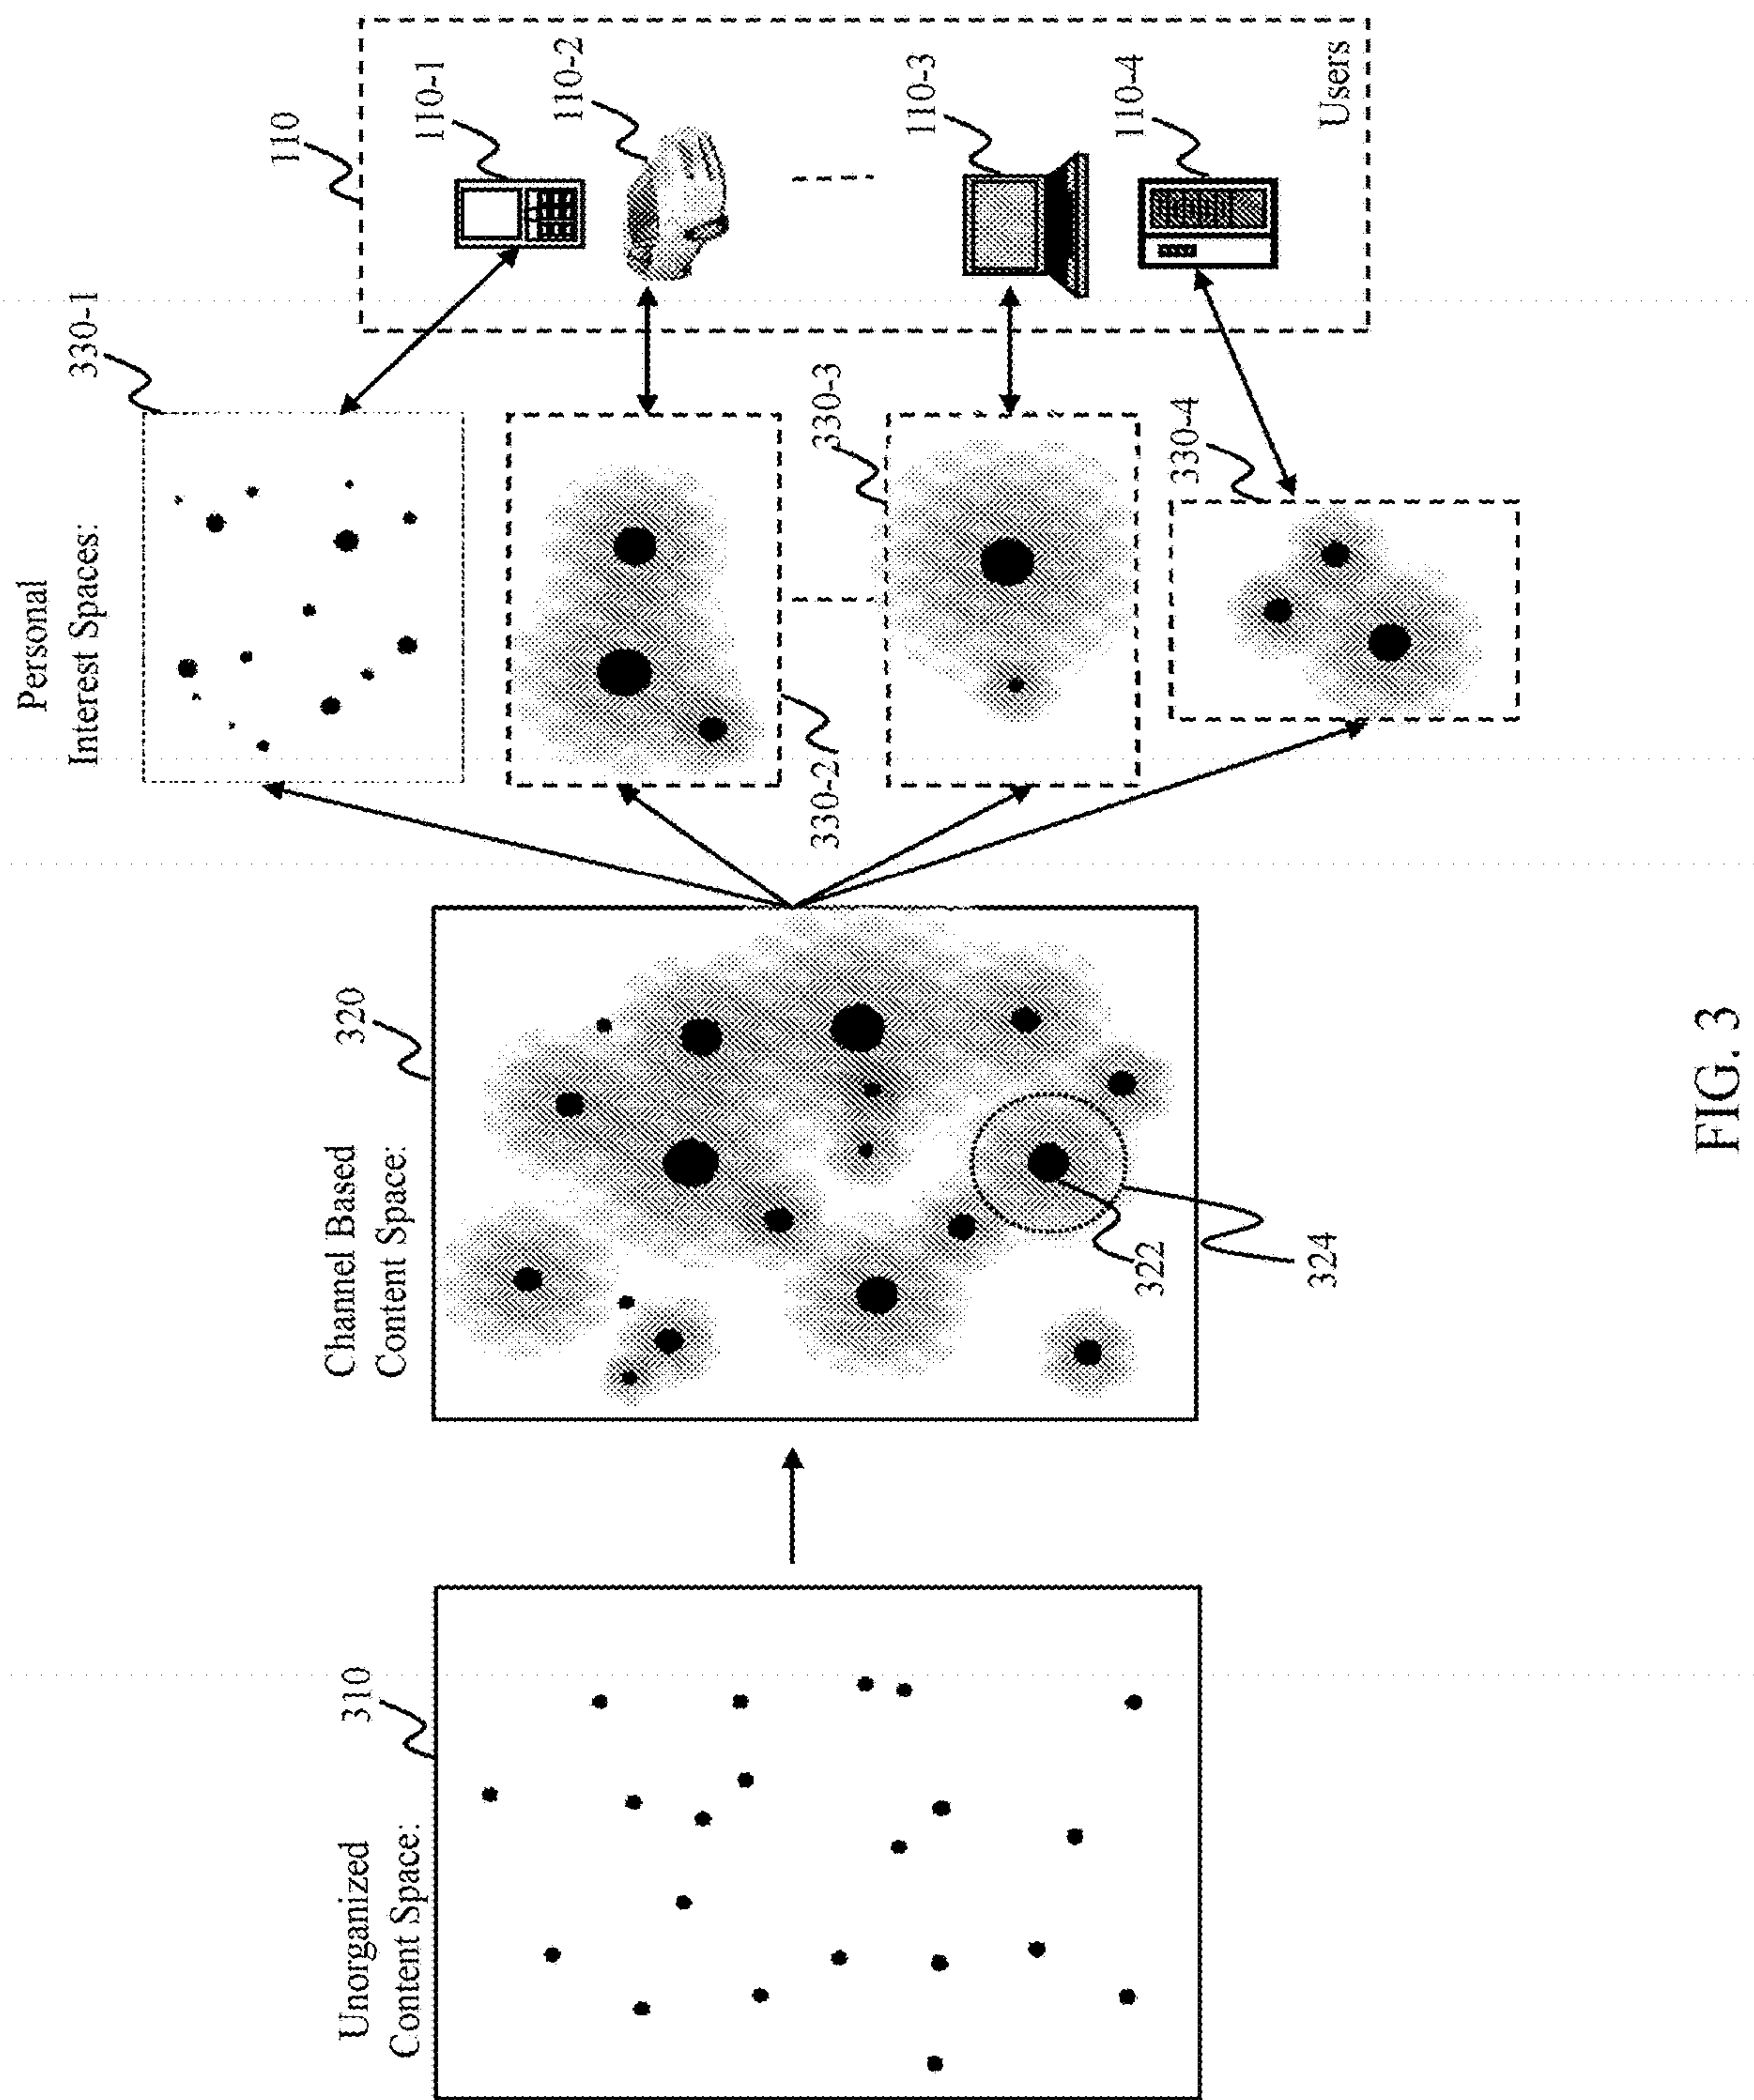 Unorganized
Content Space:
310
Channel Based
Content Space:
320
322
324
Personal
Interest Spaces:
330-1
330-2
330-3
330-4
110
110-1
110-2
110-3
110-4
Users
FIG. 3